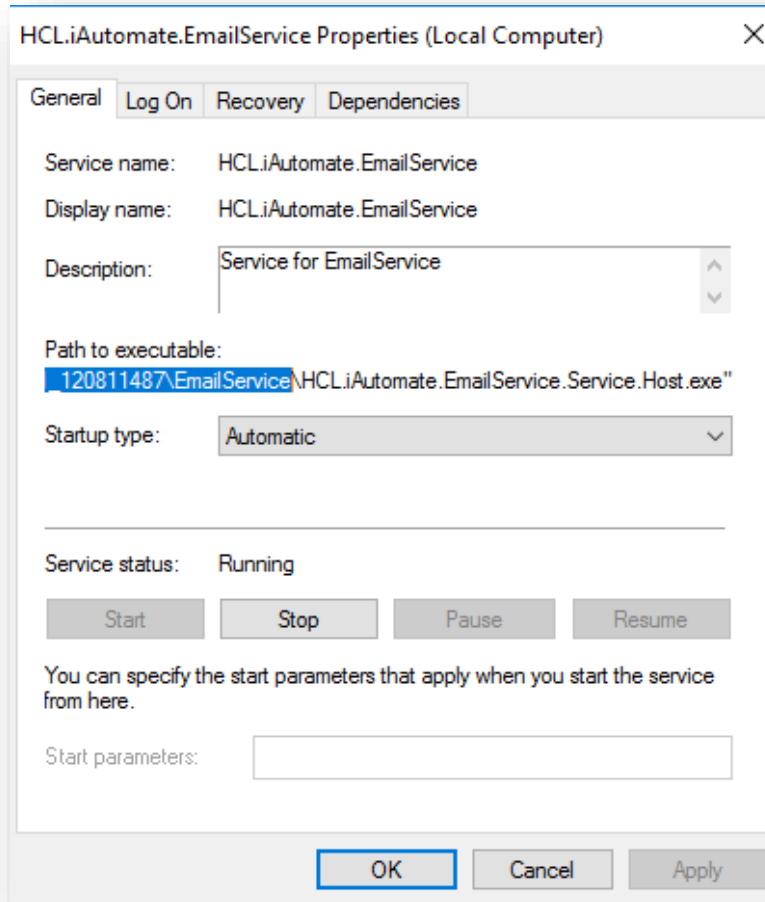 HCL.iAutomate.EmailService Properties (Local Computer)
General Log On Recovery Dependencies
Service name: HCL.iAutomate.EmailService
Display name: HCL.iAutomate.EmailService
Description: Service for EmailService
Path to executable:
_120811487\EmailService\HCL.iAutomate.EmailService.Service.Host.exe"
Startup type: Automatic
Service status: Running
Start Stop Pause Resume
You can specify the start parameters that apply when you start the service
from here.
Start parameters:
OK Cancel Apply